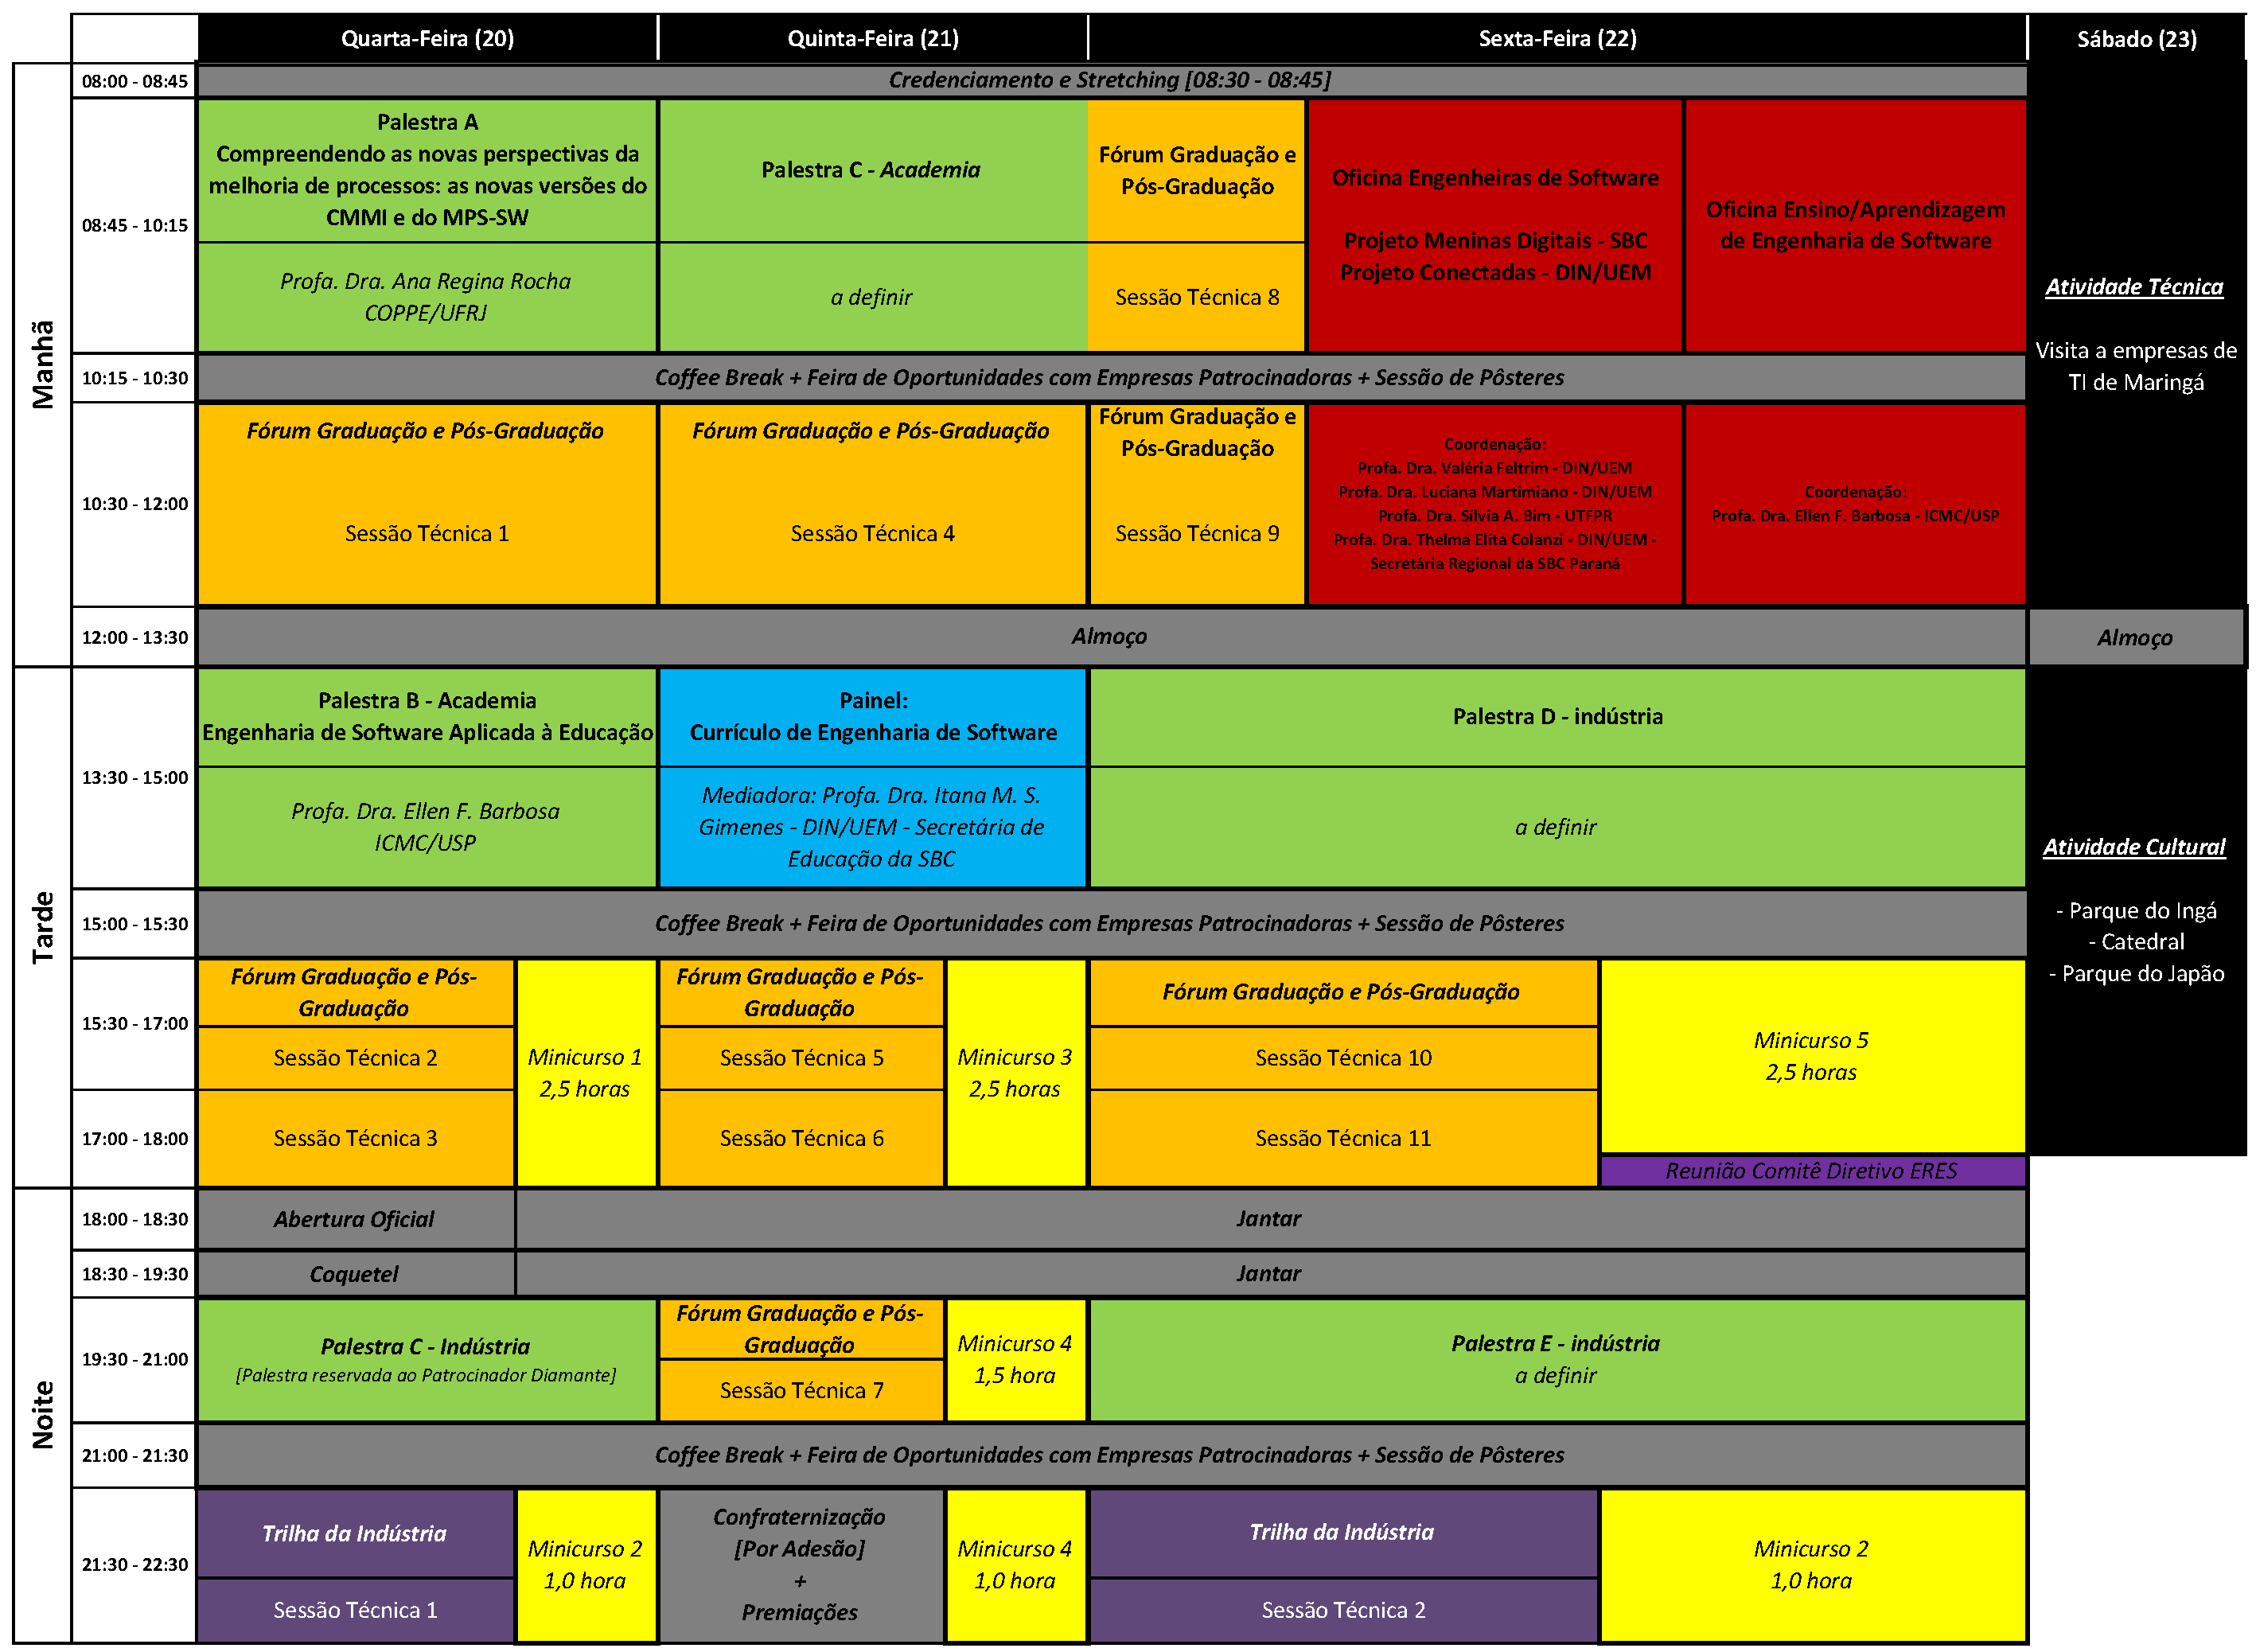 Quarta-Feira (20)
Quinta-Feira (21)
Sexta-Feira (22)
Sábado (23)
Manhã
08:00 - 08:45
Credenciamento e Stretching [08:30 - 08:45]
08:45 - 10:15
Palestra A
Compreendendo as novas perspectivas da
melhoria de processos: as novas versões do
CMMI e do MPS-SW
Profa. Dra. Ana Regina Rocha
COPPE/UFRJ
Palestra C - Academia
a definir
Fórum Graduação e
Pós-Graduação
Sessão Técnica 8
Oficina Engenheiras de Software
Projeto Meninas Digitais - SBC
Projeto Conectadas - DIN/UEM
Oficina Ensino/Aprendizagem
de Engenharia de Software
Atividade Técnica
Visita a empresas de
TI de Maringá
10:15 - 10:30
Coffee Break + Feira de Oportunidades com Empresas Patrocinadoras + Sessão de Pôsteres
10:30 - 12:00
Fórum Graduação e Pós-Graduação
Sessão Técnica 1
Fórum Graduação e Pós-Graduação
Sessão Técnica 4
Fórum Graduação e
Pós-Graduação
Sessão Técnica 9
Coordenação:
Profa. Dra. Valéria Feltrim - DIN/UEM
Profa. Dra. Luciana Martimiano - DIN/UEM
Profa. Dra. Silvia A. Bim - UTFPR
Profa. Dra. Thelma Elita Colanzi - DIN/UEM -
Secretária Regional da SBC Paraná
Coordenação:
Profa. Dra. Ellen F. Barbosa - ICMC/USP
12:00 - 13:30
Almoço
Almoço
Tarde
13:30 - 15:00
Palestra B - Academia
Engenharia de Software Aplicada à Educação
Profa. Dra. Ellen F. Barbosa
ICMC/USP
Painel:
Currículo de Engenharia de Software
Mediadora: Profa. Dra. Itana M. S.
Gimenes - DIN/UEM - Secretária de
Educação da SBC
Palestra D - indústria
a definir
Atividade Cultural
- Parque do Ingá
- Catedral
- Parque do Japão
15:00 - 15:30
Coffee Break + Feira de Oportunidades com Empresas Patrocinadoras + Sessão de Pôsteres
15:30 - 17:00
Fórum Graduação e Pós-
Graduação
Sessão Técnica 2
Minicurso 1
2,5 horas
Fórum Graduação e Pós-
Graduação
Sessão Técnica 5
Minicurso 3
2,5 horas
Fórum Graduação e Pós-Graduação
Sessão Técnica 10
Minicurso 5
2,5 horas
17:00 - 18:00
Sessão Técnica 3
Sessão Técnica 6
Sessão Técnica 11
Reunião Comitê Diretivo ERES
Noite
18:00 - 18:30
Abertura Oficial
Jantar
18:30 - 19:30
Coquetel
Jantar
19:30 - 21:00
Palestra C - Indústria
[Palestra reservada ao Patrocinador Diamante]
Fórum Graduação e Pós-
Graduação
Sessão Técnica 7
Minicurso 4
1,5 hora
Palestra E - indústria
a definir
21:00 - 21:30
Coffee Break + Feira de Oportunidades com Empresas Patrocinadoras + Sessão de Pôsteres
21:30 - 22:30
Trilha da Indústria
Sessão Técnica 1
Minicurso 2
1,0 hora
Confraternização
[Por Adesão]
+
Premiações
Minicurso 4
1,0 hora
Trilha da Indústria
Sessão Técnica 2
Minicurso 2
1,0 hora